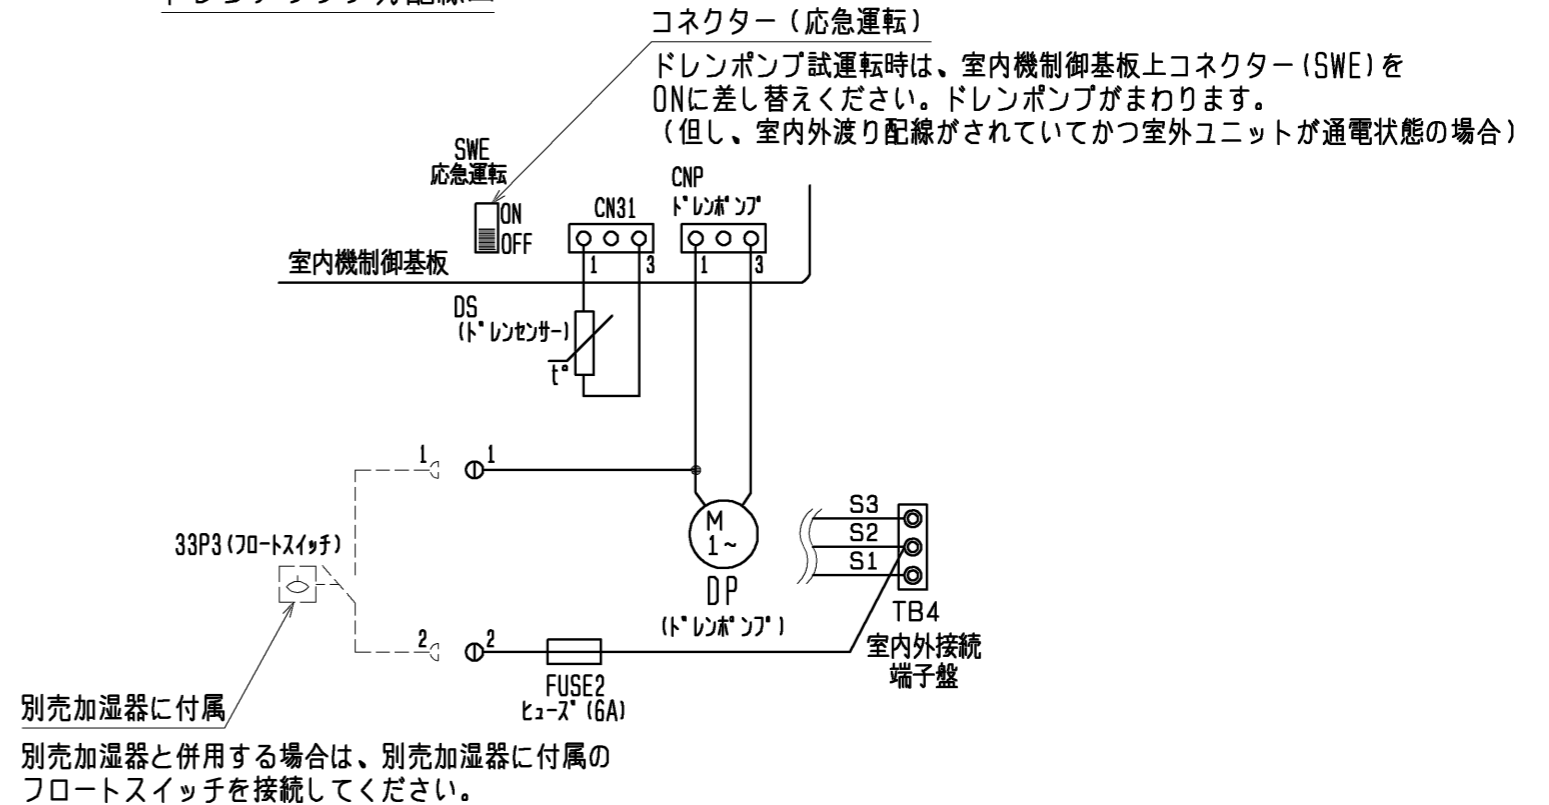 コネクター(応急運転)
ドレンポンプ試運転時は、室内機制御基板上コネクター(SWE)を
ONに差し替えください。ドレンポンプがまわります。
(但し、室内外渡り配線がされていてかつ室外ユニットが通電状態の場合)
SWE
応急運転
ON
OFF
CN31
1 3
CNP
ドレンポンプ
1 3
室内機制御基板
DS
(ドレンセンサー)
t°
1 1
33P3(フロートスイッチ)
M
1~
DP
(ドレンポンプ)
S3
S2
S1
TB4
室内外接続
端子盤
2 2
FUSE2
ヒューズ(6A)
別売加湿器に付属
別売加湿器と併用する場合は、別売加湿器に付属の
フロートスイッチを接続してください。